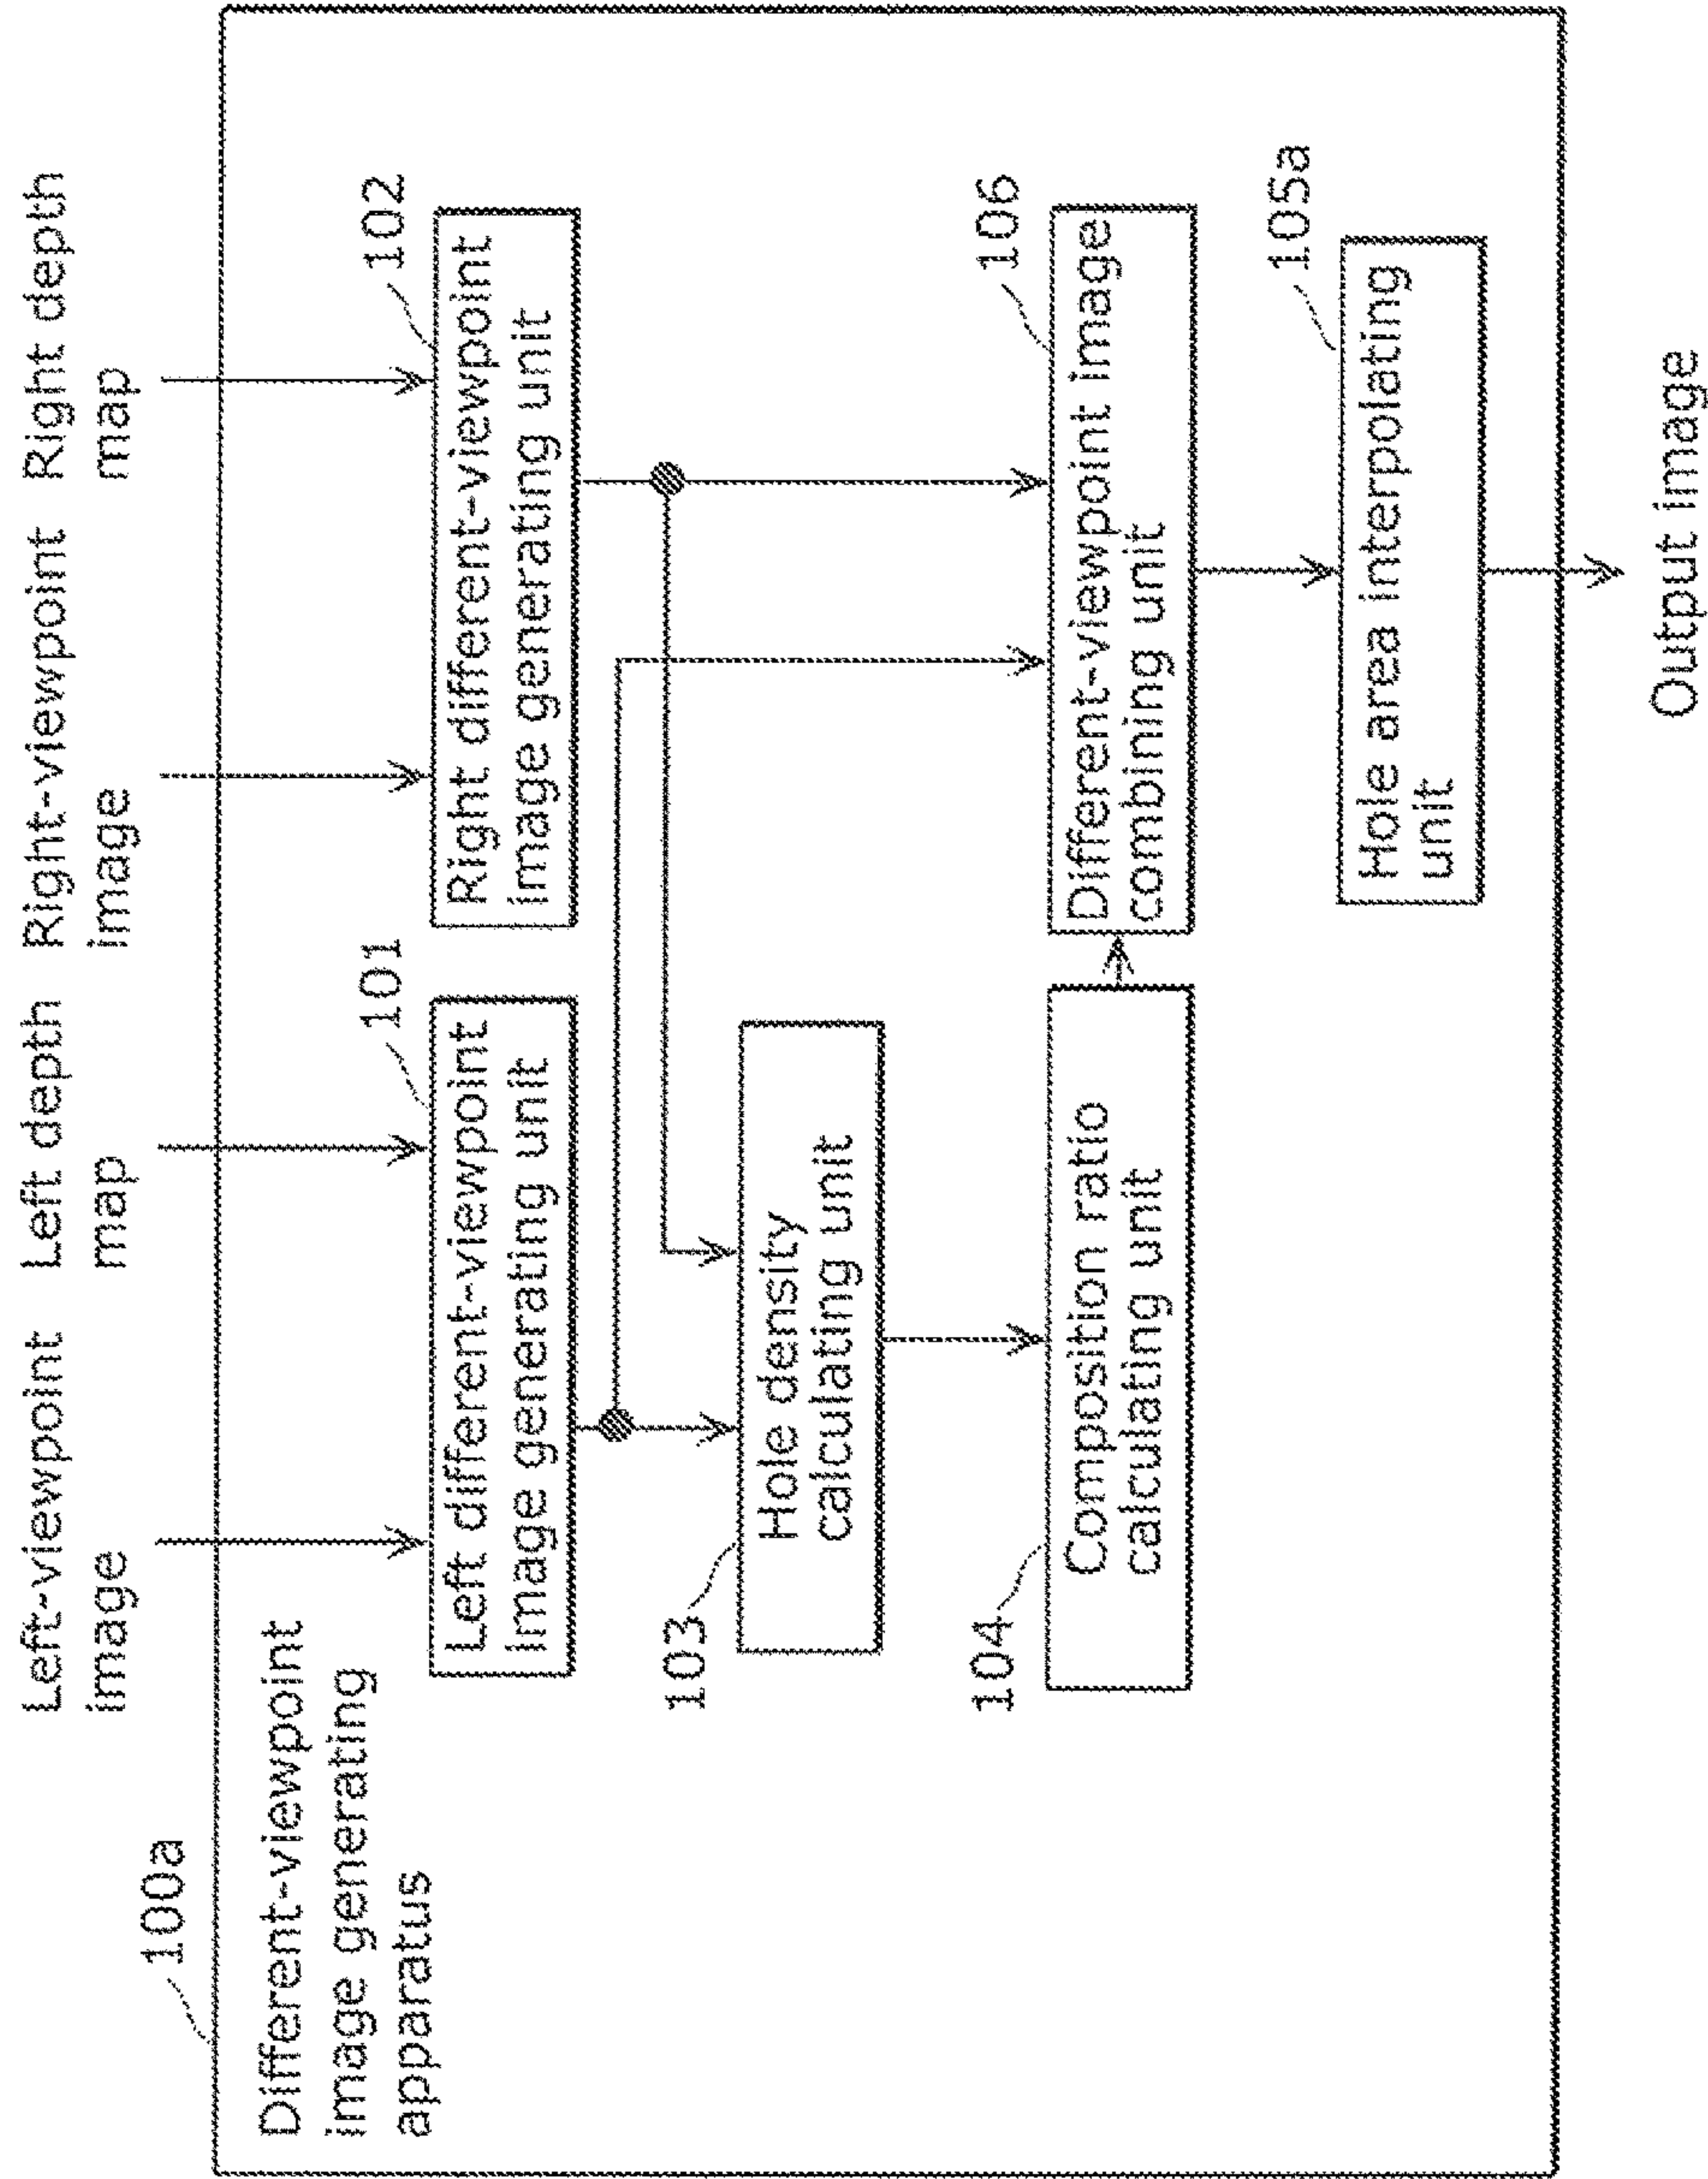 Left-viewpoint
image
Left depth
map
Right-viewpoint
image
Right depth
map
100a
Different-viewpoint
image generating
apparatus
101
Left different-viewpoint
image generating unit
102
Right different-viewpoint
image generating unit
103
Hole density
calculating unit
104
Composition ratio
calculating unit
106
Different-viewpoint image
combining unit
105a
Hole area interpolating
unit
Output image